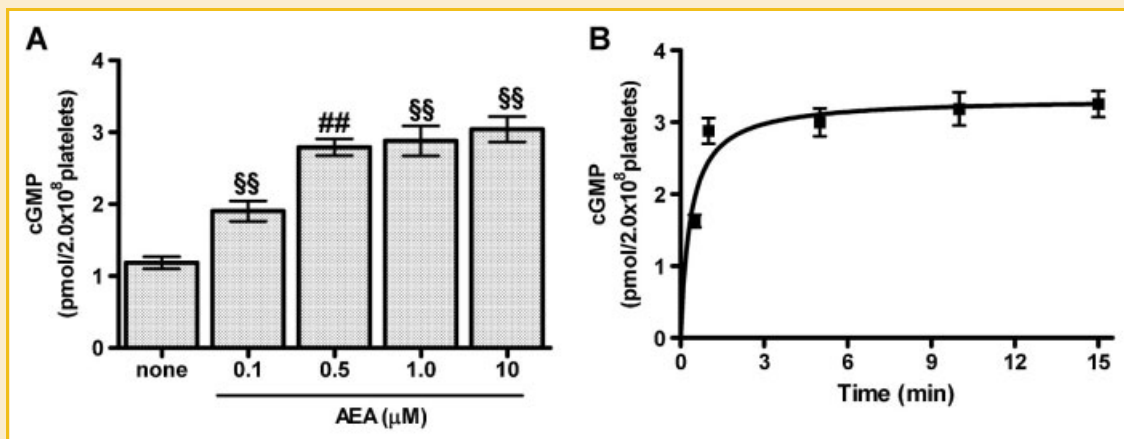 A
cGMP
(pmol/2.0x10⁸platelets)
4
3
2
1
0
§§
##
§§
§§
none
0.1
0.5
1.0
10
AEA (μM)
B
cGMP
(pmol/2.0x10⁸platelets)
4
3
2
1
0
0
3
6
9
12
15
Time (min)